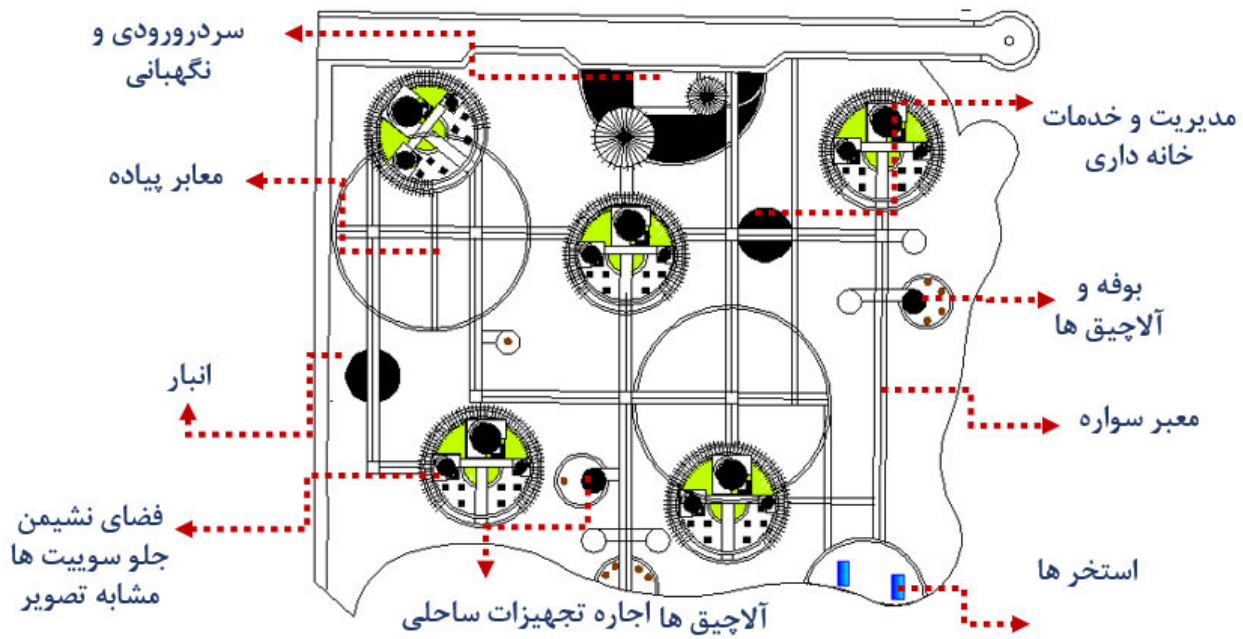 سردرورودی و
نگهبانی
مدیریت و خدمات
خانه داری
معابر پیاده
بوفه و
آلاچیق ها
انبار
معبر سواره
فضای نشیمن
جلو سوییت ها
مشابه تصویر
استخر ها
آلاچیق ها اجاره تجهیزات ساحلی